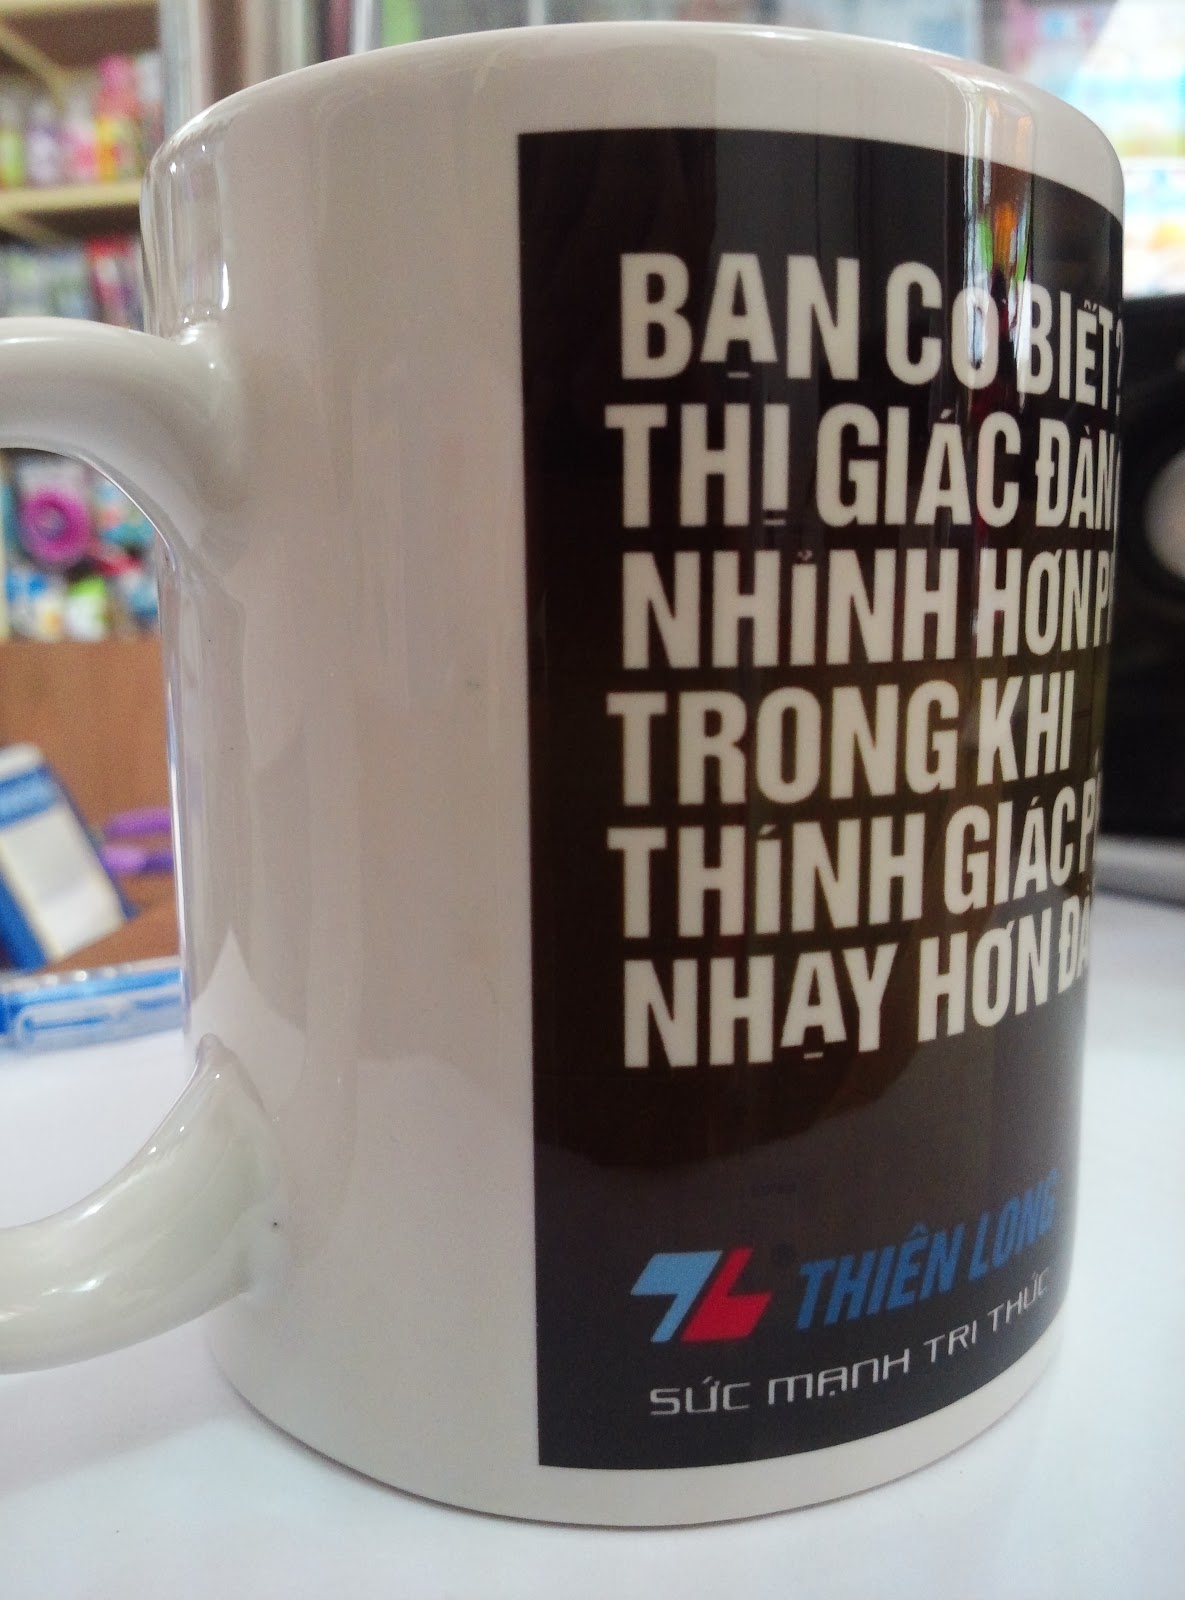 BẠN CÓ BIẾT?
THỊ GIÁC ĐÀN
NHỈNH HƠN
TRONG KHI
THÍNH GIÁC
NHẠY HƠN
THIÊN LONG
SỨC MẠNH TRI THỨC